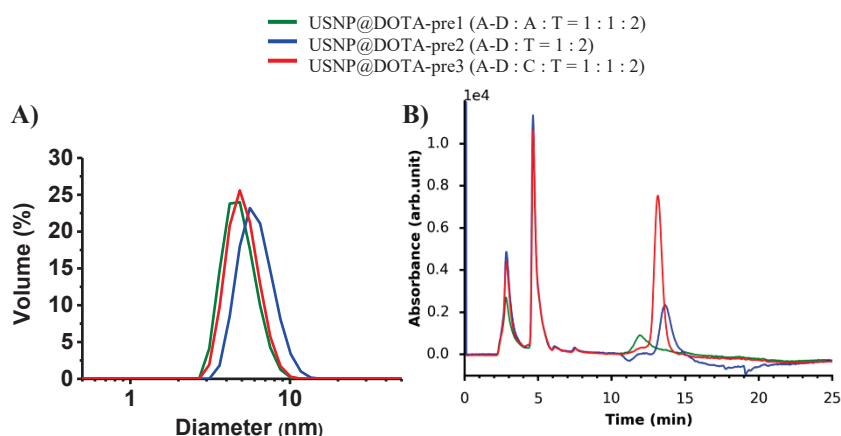 USNP@DOTA-pre1 (A-D : A : T = 1 : 1 : 2)
USNP@DOTA-pre2 (A-D : T = 1 : 2)
USNP@DOTA-pre3 (A-D : C : T = 1 : 1 : 2)
A)
30
25
20
15
10
5
0
Volume (%)
1
10
Diameter (nm)
B)
1e4
1.0
0.8
0.6
0.4
0.2
0.0
Absorbance (arb.unit)
0
5
10
15
20
25
Time (min)